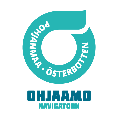 POHJANMAA • ÖSTERBOTTEN
OHJAAMO
NAVIGATORN